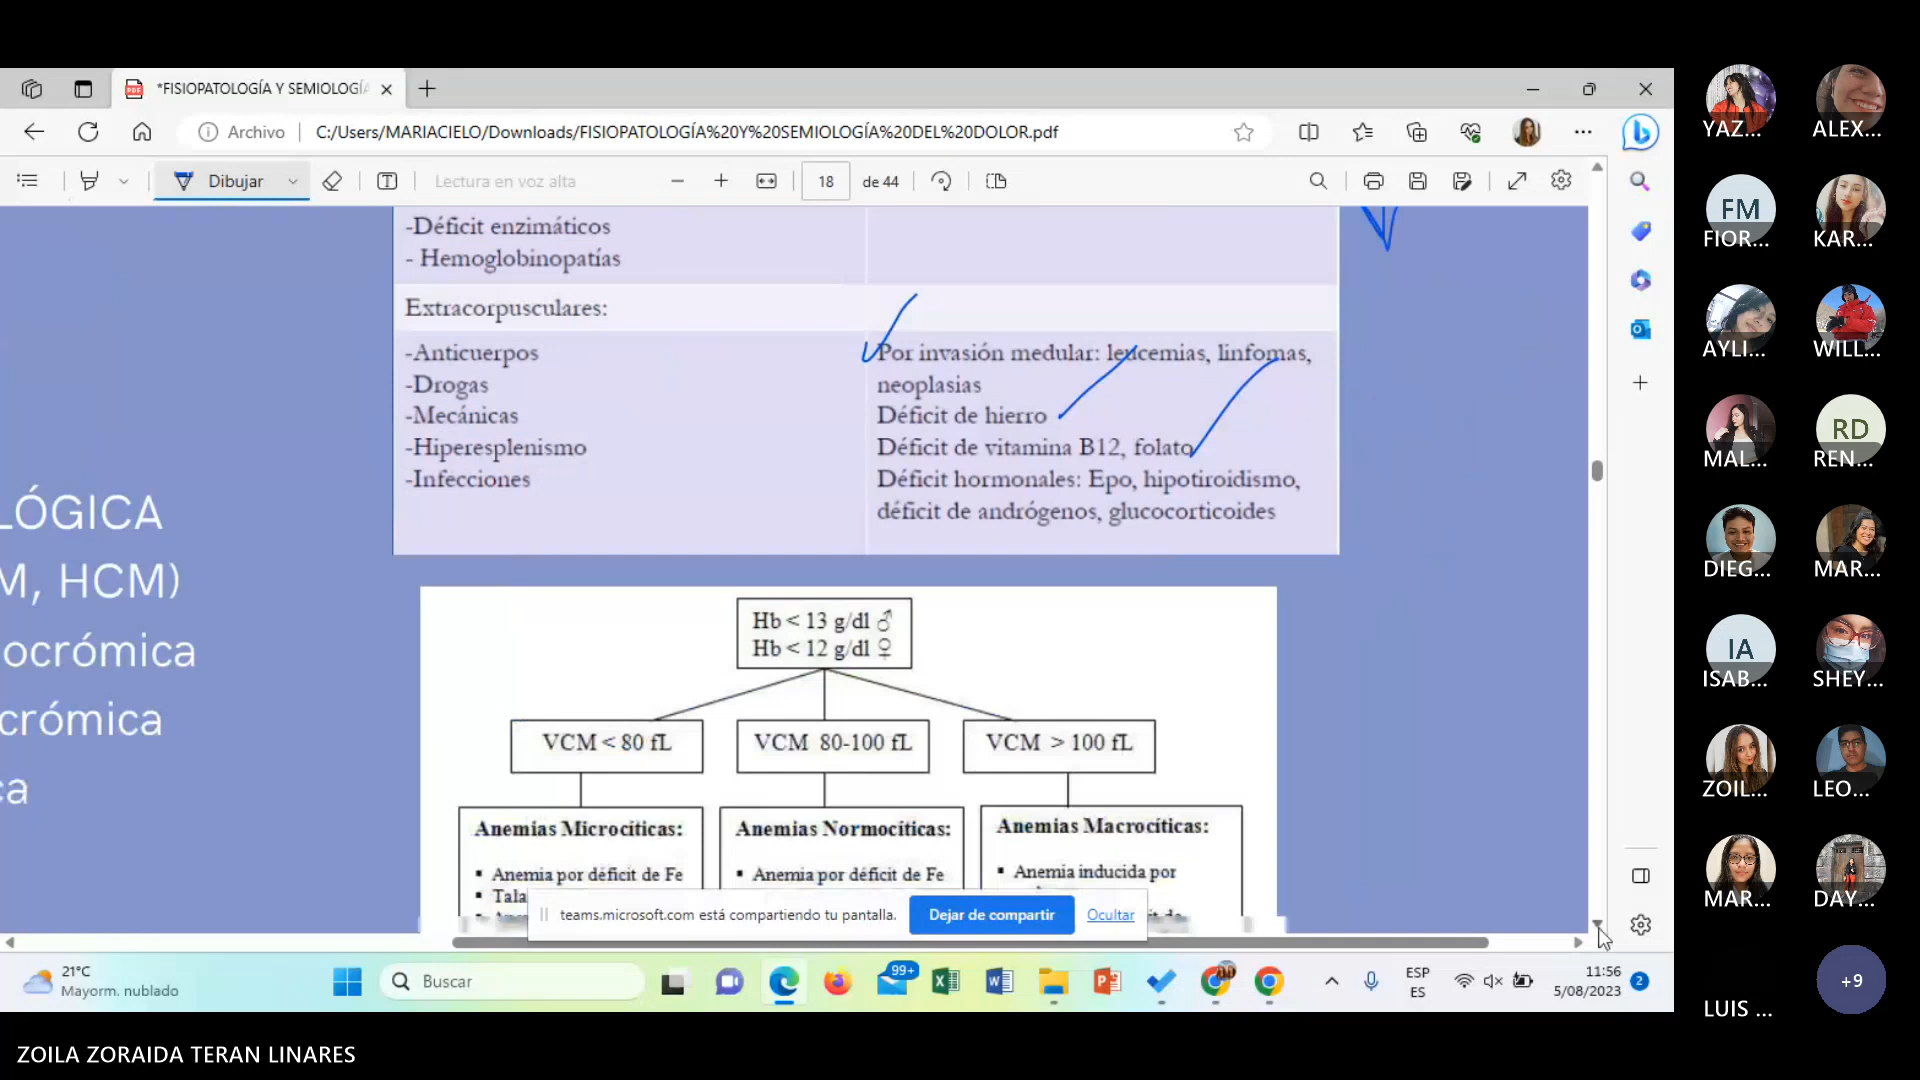 *FISIOPATOLOGÍA Y SEMIOLOGÍA
Archivo
C:/Users/MARIACIELO/Downloads/FISIOPATOLOGÍA%20Y%20SEMIOLOGÍA%20DEL%20DOLOR.pdf
Dibujar
Lectura en voz alta
18 de 44
-Déficit enzimáticos
- Hemoglobinopatías
Extracorpusculares:
-Anticuerpos
-Drogas
-Mecánicas
-Hiperesplenismo
-Infecciones
Por invasión medular: leucemias, linfomas,
neoplasias
Déficit de hierro
Déficit de vitamina B12, folato
Déficit hormonales: Epo, hipotiroidismo,
déficit de andrógenos, glucocorticoides
LÓGICA
M, HCM)
ocrómica
crómica
ca
Hb < 13 g/dl ♂
Hb < 12 g/dl ♀
VCM < 80 fL
VCM 80-100 fL
VCM > 100 fL
Anemias Microcíticas:
▪ Anemia por déficit de Fe
▪ Tala
Anemias Normocíticas:
▪ Anemia por déficit de Fe
Anemias Macrocíticas:
▪ Anemia inducida por
teams.microsoft.com está compartiendo tu pantalla.
Dejar de compartir
Ocultar
21°C
Mayorm. nublado
Buscar
99+
ESP
ES
11:56
5/08/2023
2
YAZ...
ALEX...
FM
FIOR...
KAR...
AYLI...
WILL...
MAL...
RD
REN...
DIEG...
MAR...
IA
ISAB...
SHEY...
ZOIL...
LEO...
MAR...
DAY...
LUIS ...
+9
ZOILA ZORAIDA TERAN LINARES